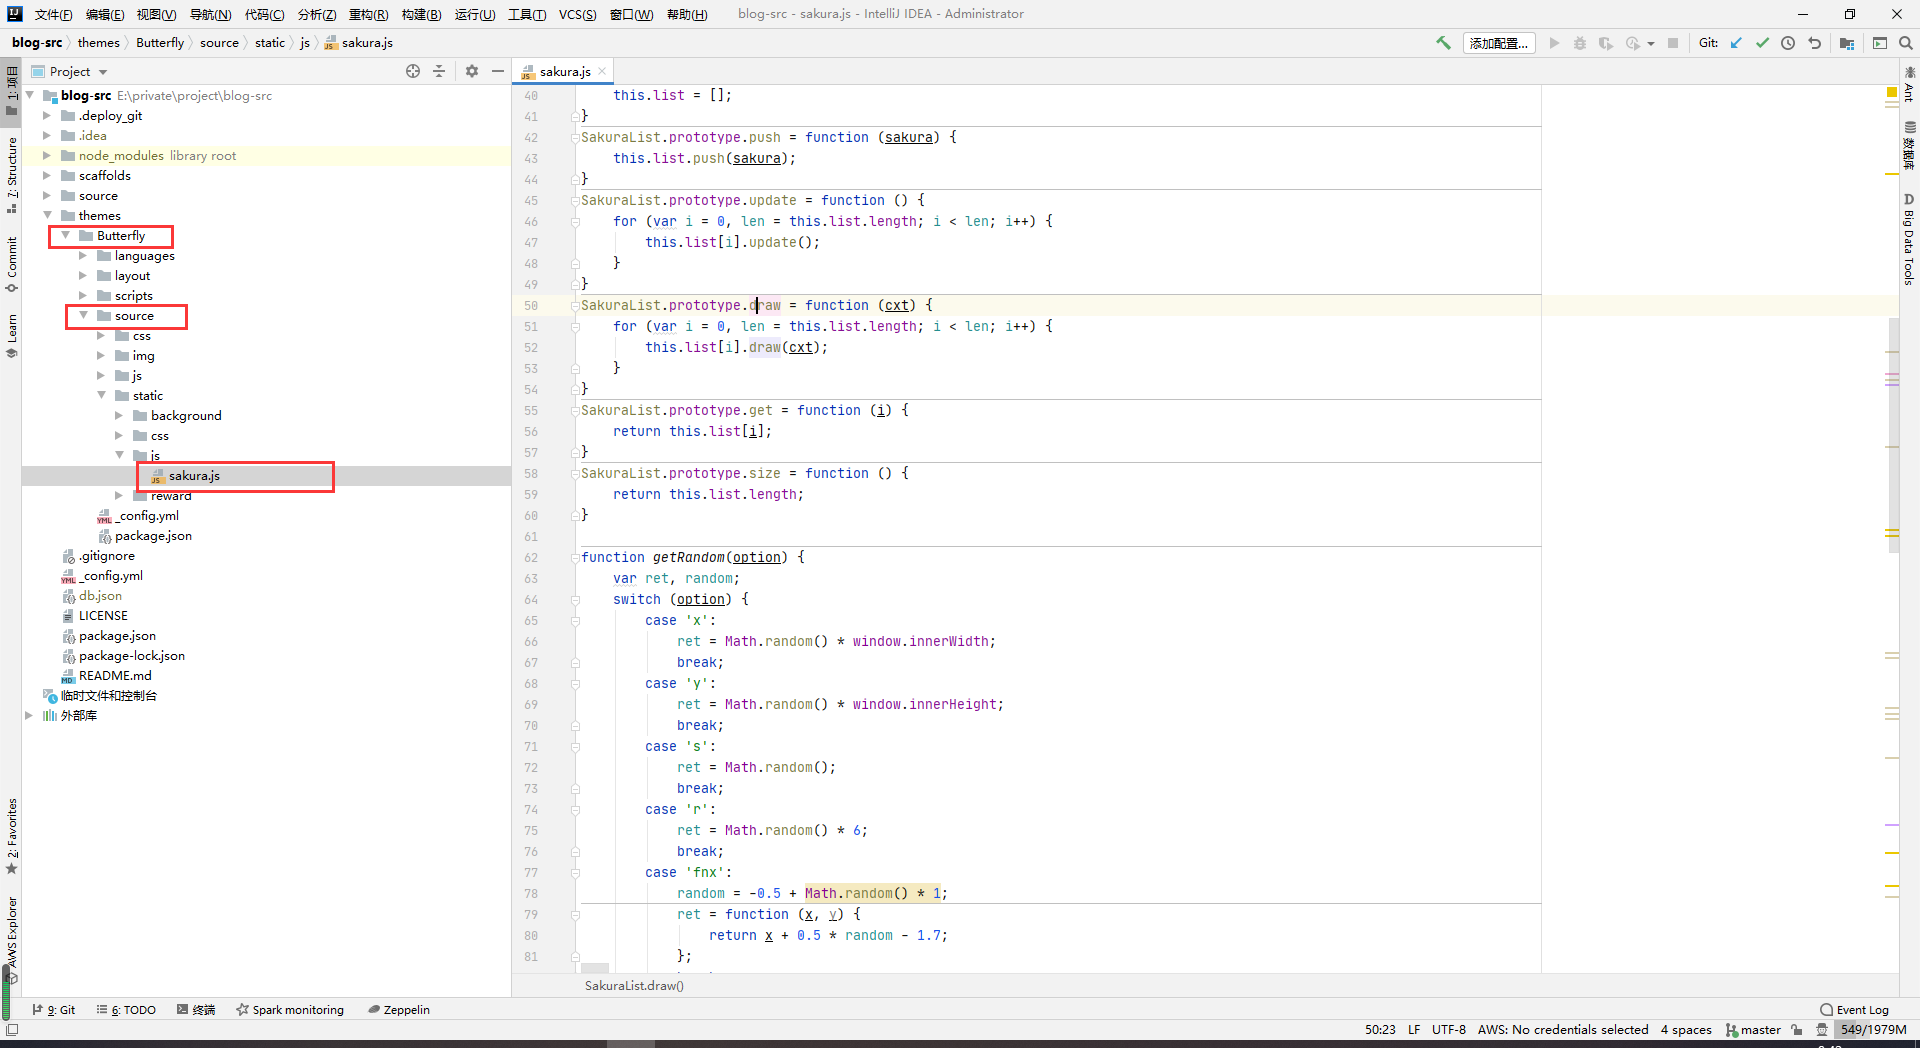 文件(F) 编辑(E) 视图(V) 导航(N) 代码(C) 分析(Z) 重构(R) 构建(B) 运行(U) 工具(T) VCS(S) 窗口(W) 帮助(H) blog-src - sakura.js - IntelliJ IDEA - Administrator
blog-src themes Butterfly source static js sakura.js 添加配置... Git:
1: 项目
7: Structure
Commit
Learn
2: Favorites
AWS Explorer
Project
blog-src E:\private\project\blog-src
.deploy_git
.idea
node_modules library root
scaffolds
source
themes
Butterfly
languages
layout
scripts
source
css
img
js
static
background
css
js
sakura.js
reward
_config.yml
package.json
.gitignore
_config.yml
db.json
LICENSE
package.json
package-lock.json
README.md
临时文件和控制台
外部库
sakura.js
40 this.list = [];
41 }
42 SakuraList.prototype.push = function (sakura) {
43 this.list.push(sakura);
44 }
45 SakuraList.prototype.update = function () {
46 for (var i = 0, len = this.list.length; i < len; i++) {
47 this.list[i].update();
48 }
49 }
50 SakuraList.prototype.draw = function (cxt) {
51 for (var i = 0, len = this.list.length; i < len; i++) {
52 this.list[i].draw(cxt);
53 }
54 }
55 SakuraList.prototype.get = function (i) {
56 return this.list[i];
57 }
58 SakuraList.prototype.size = function () {
59 return this.list.length;
60 }
61
62 function getRandom(option) {
63 var ret, random;
64 switch (option) {
65 case 'x':
66 ret = Math.random() * window.innerWidth;
67 break;
68 case 'y':
69 ret = Math.random() * window.innerHeight;
70 break;
71 case 's':
72 ret = Math.random();
73 break;
74 case 'r':
75 ret = Math.random() * 6;
76 break;
77 case 'fnx':
78 random = -0.5 + Math.random() * 1;
79 ret = function (x, y) {
80 return x + 0.5 * random - 1.7;
81 };
SakuraList.draw()
Ant
数据库
D Big Data Tools
9: Git 6: TODO 终端 Spark monitoring Zeppelin Event Log
50:23 LF UTF-8 AWS: No credentials selected 4 spaces master 549/1979M